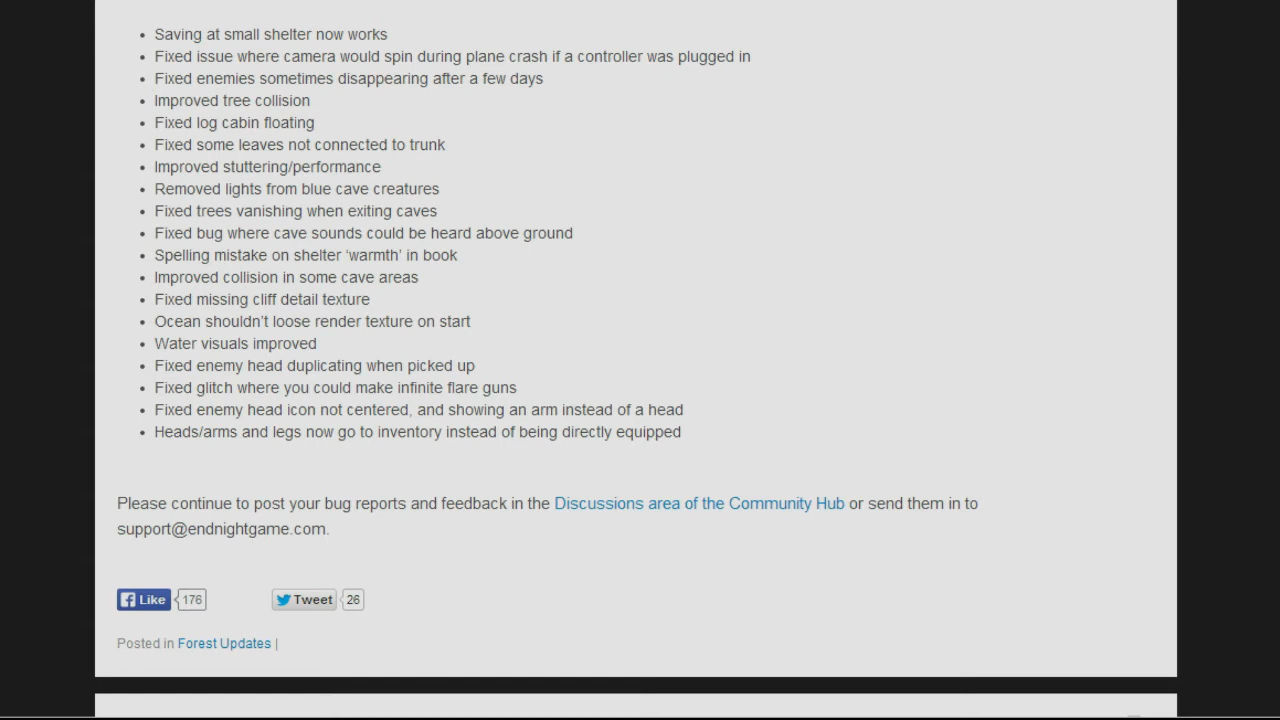 • Saving at small shelter now works
• Fixed issue where camera would spin during plane crash if a controller was plugged in
• Fixed enemies sometimes disappearing after a few days
• Improved tree collision
• Fixed log cabin floating
• Fixed some leaves not connected to trunk
• Improved stuttering/performance
• Removed lights from blue cave creatures
• Fixed trees vanishing when exiting caves
• Fixed bug where cave sounds could be heard above ground
• Spelling mistake on shelter ‘warmth’ in book
• Improved collision in some cave areas
• Fixed missing cliff detail texture
• Ocean shouldn’t loose render texture on start
• Water visuals improved
• Fixed enemy head duplicating when picked up
• Fixed glitch where you could make infinite flare guns
• Fixed enemy head icon not centered, and showing an arm instead of a head
• Heads/arms and legs now go to inventory instead of being directly equipped
Please continue to post your bug reports and feedback in the Discussions area of the Community Hub or send them in to
support@endnightgame.com.
Like 176 Tweet 26
Posted in Forest Updates |